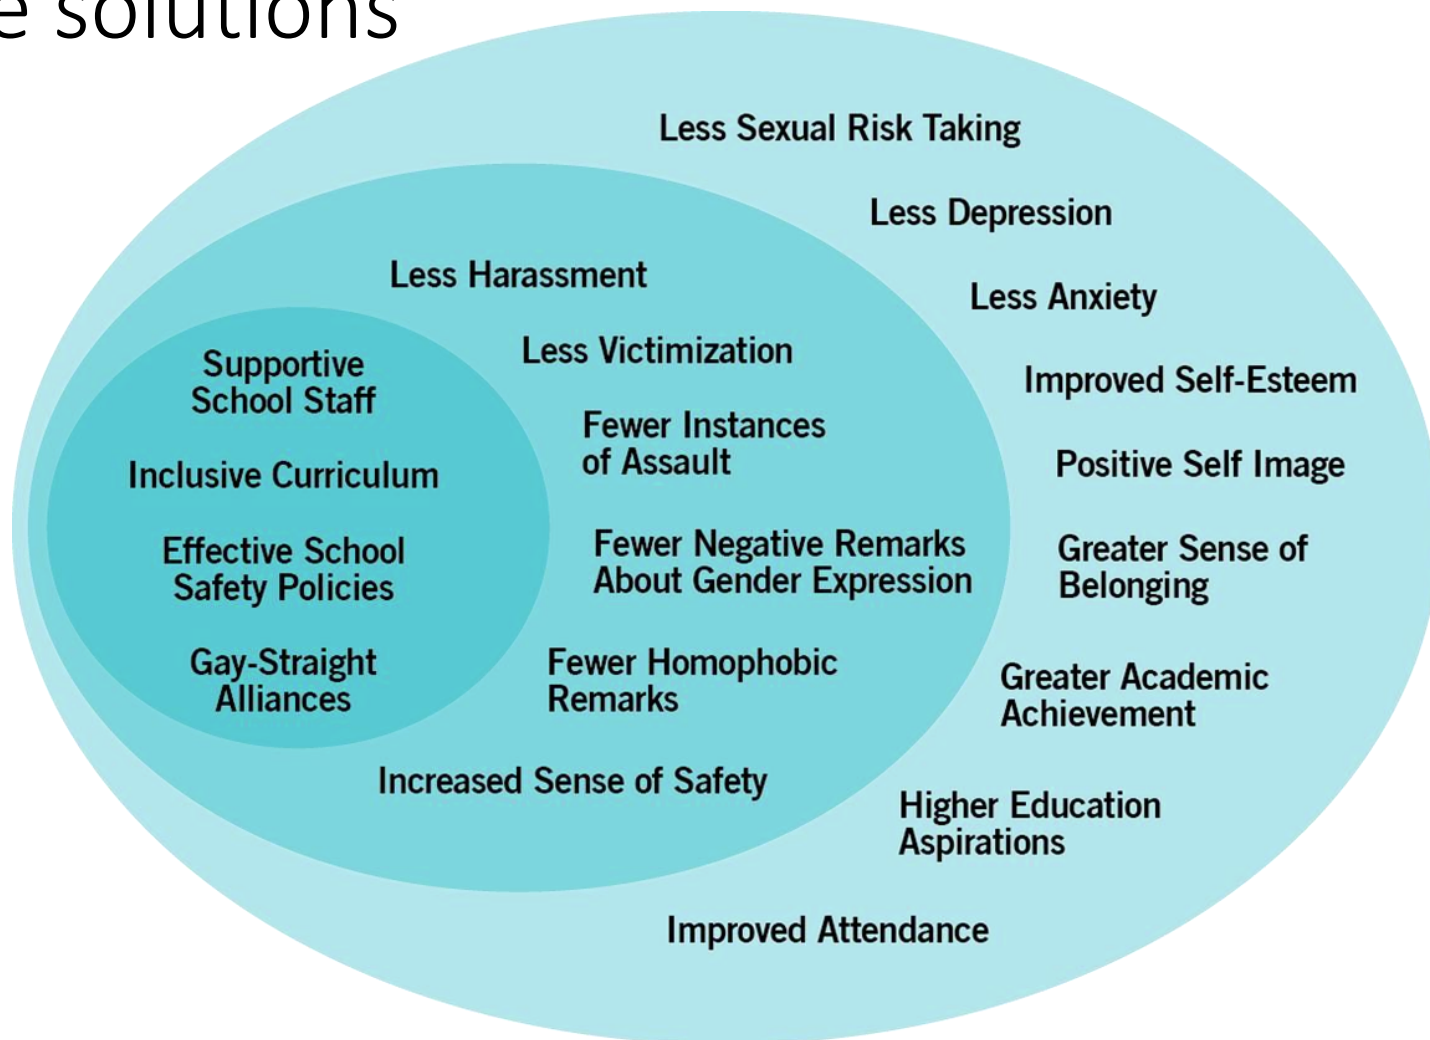 e solutions
Less Sexual Risk Taking
Less Depression
Less Anxiety
Improved Self-Esteem
Positive Self Image
Greater Sense of
Belonging
Greater Academic
Achievement
Higher Education
Aspirations
Improved Attendance
Less Harassment
Less Victimization
Fewer Instances
of Assault
Fewer Negative Remarks
About Gender Expression
Fewer Homophobic
Remarks
Increased Sense of Safety
Supportive
School Staff
Inclusive Curriculum
Effective School
Safety Policies
Gay-Straight
Alliances